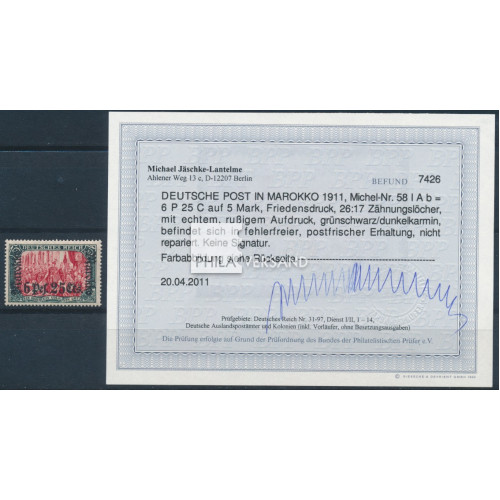 Michael Jäschke-Lantelme
Ahlener Weg 13 c, D-12207 Berlin
BEFUND 7426
DEUTSCHE POST IN MAROKKO 1911, Michel-Nr. 58 I A b =
6 P 25 C auf 5 Mark, Friedensdruck, 26:17 Zähnungslöcher,
mit echtem. rußigem Aufdruck, grünschwarz/dunkelkarmin,
befindet sich in fehlerfreier, postfrischer Erhaltung, nicht
repariert. Keine Signatur.
PHILA VERSAND
Farbabbildung siehe Rückseite
20.04.2011
Prüfgebiete: Deutsches Reich Nr. 31-97, Dienst I/II, 1 – 14,
Deutsche Auslandspostämter und Kolonien (inkl. Vorläufer, ohne Besetzungsausgaben)
Die Prüfung erfolgte auf Grund der Prüfordnung des Bundes der Philatelistischen Prüfer e.V.
DEUTSCHES REICH